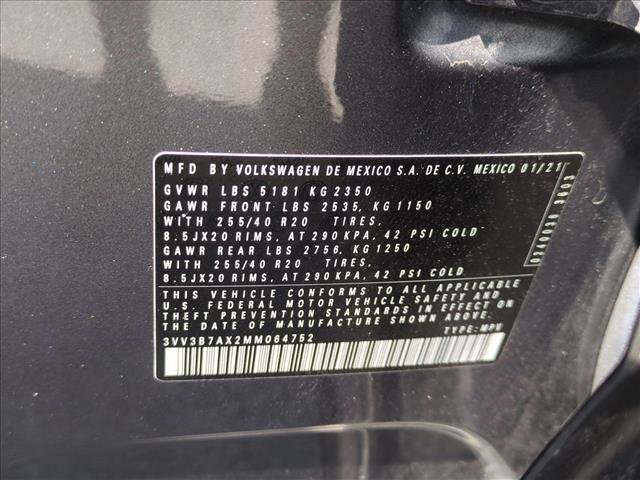 MFD BY VOLKSWAGEN DE MEXICO S.A. DE C.V. MEXICO 01/21
GVWR LBS 5181 KG 2350
GAWR FRONT LBS 2535, KG 1150
WITH 255/40 R20 TIRES,
8.5JX20 RIMS, AT 290 KPA, 42 PSI COLD
GAWR REAR LBS 2756, KG 1250
WITH 255/40 R20 TIRES,
8.5JX20 RIMS, AT 290 KPA, 42 PSI COLD
THIS VEHICLE CONFORMS TO ALL APPLICABLE
U.S. FEDERAL MOTOR VEHICLE SAFETY AND
THEFT PREVENTION STANDARDS IN EFFECT ON
THE DATE OF MANUFACTURE SHOWN ABOVE.
3VV3B7AX2MM064752 TYPE: MPV